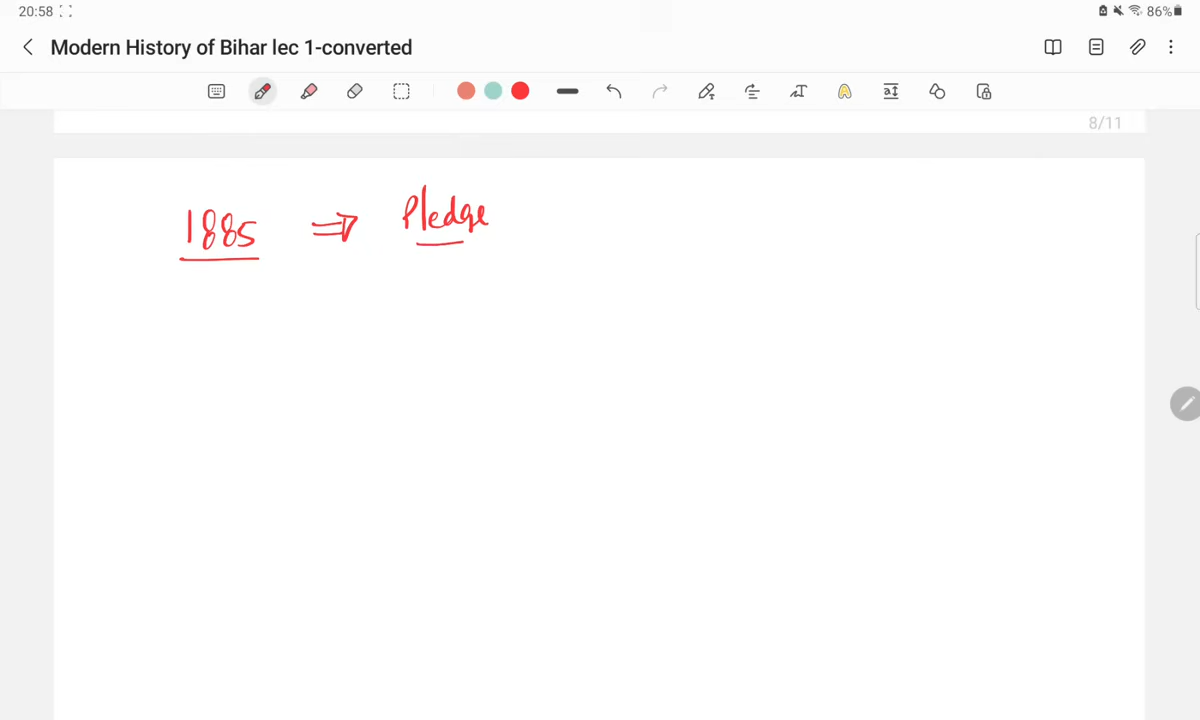 20:58 86%
Modern History of Bihar lec 1-converted
8/11
1885 ⇒ Pledge